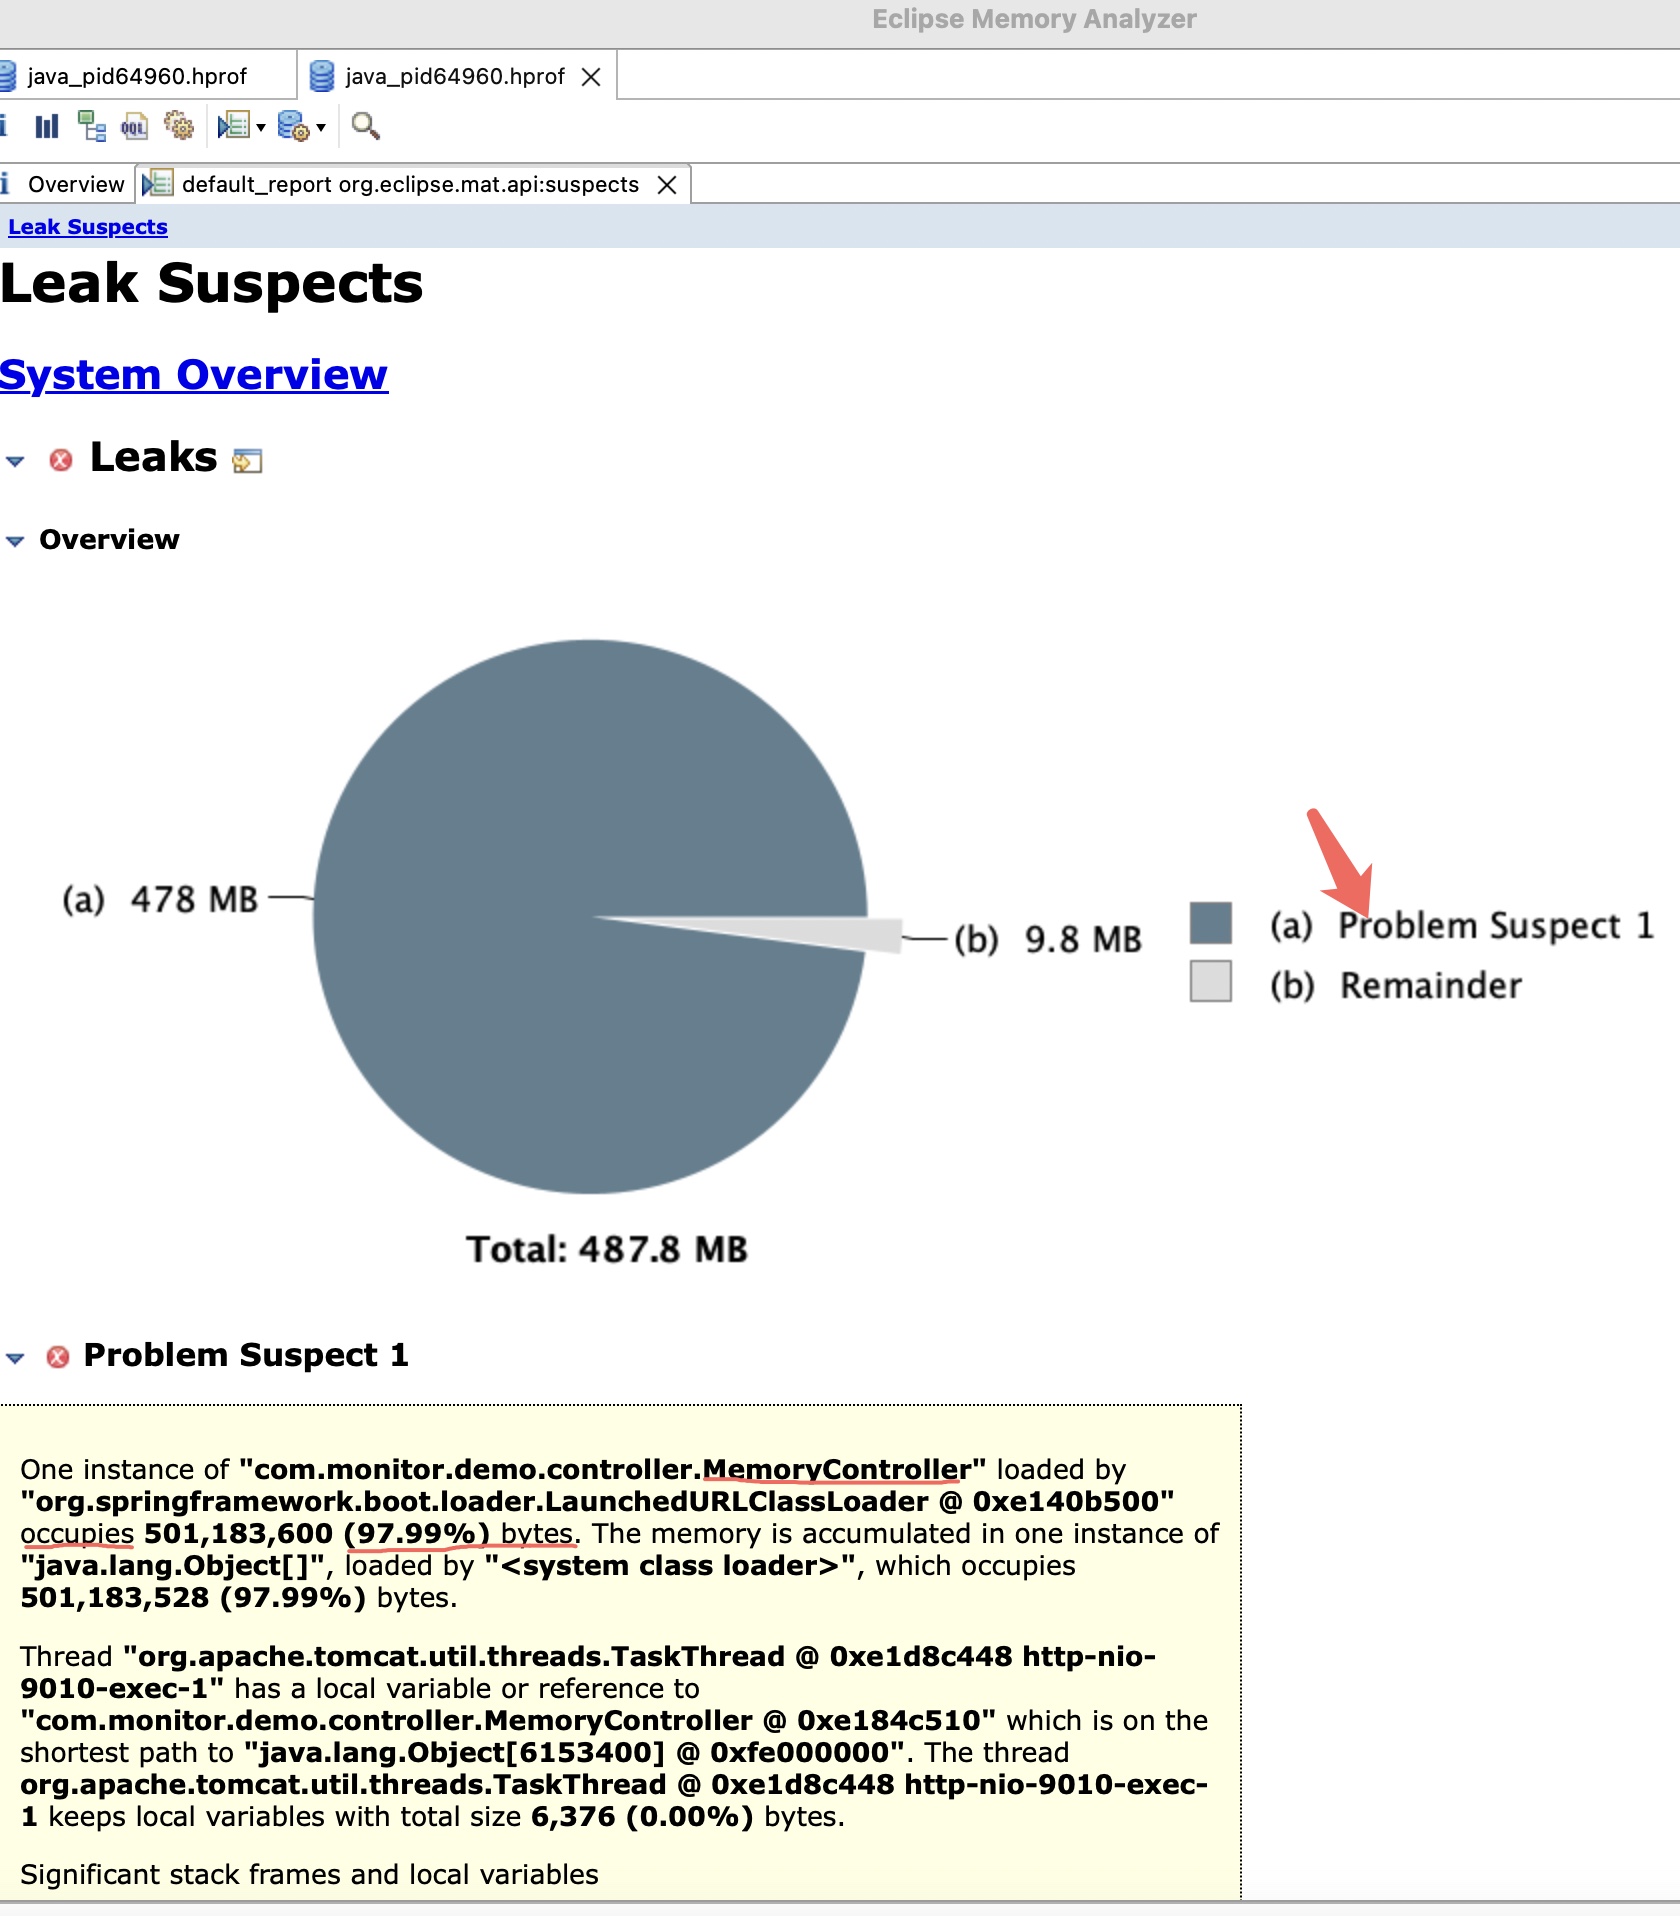 Eclipse Memory Analyzer
java_pid64960.hprof
java_pid64960.hprof
OQL
Overview
default_report org.eclipse.mat.api:suspects
Leak Suspects
Leak Suspects
System Overview
Leaks
Overview
(a) 478 MB
(b) 9.8 MB
(a) Problem Suspect 1
(b) Remainder
Total: 487.8 MB
Problem Suspect 1
One instance of "com.monitor.demo.controller.MemoryController" loaded by
"org.springframework.boot.loader.LaunchedURLClassLoader @ 0xe140b500"
occupies 501,183,600 (97.99%) bytes. The memory is accumulated in one instance of
"java.lang.Object[]", loaded by "<system class loader>", which occupies
501,183,528 (97.99%) bytes.
Thread "org.apache.tomcat.util.threads.TaskThread @ 0xe1d8c448 http-nio-
9010-exec-1" has a local variable or reference to
"com.monitor.demo.controller.MemoryController @ 0xe184c510" which is on the
shortest path to "java.lang.Object[6153400] @ 0xfe000000". The thread
org.apache.tomcat.util.threads.TaskThread @ 0xe1d8c448 http-nio-9010-exec-
1 keeps local variables with total size 6,376 (0.00%) bytes.
Significant stack frames and local variables